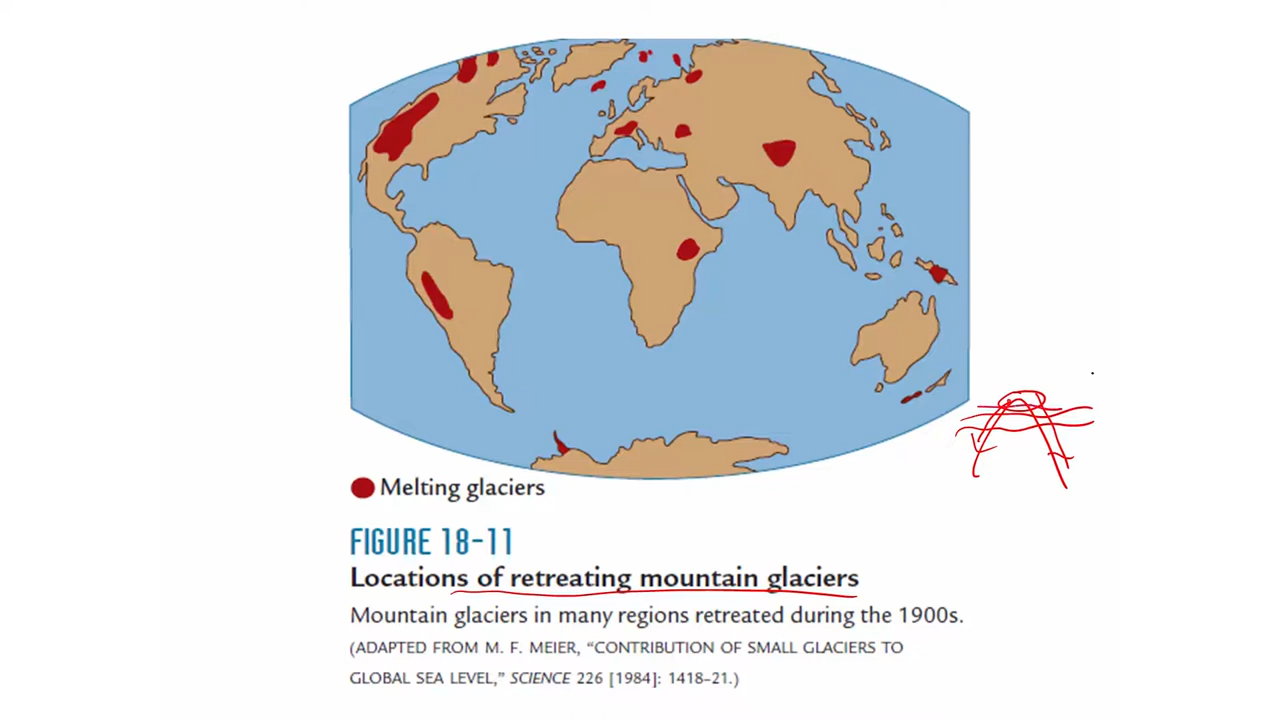 Melting glaciers
FIGURE 18–11
Locations of retreating mountain glaciers
Mountain glaciers in many regions retreated during the 1900s.
(ADAPTED FROM M. F. MEIER, “CONTRIBUTION OF SMALL GLACIERS TO
GLOBAL SEA LEVEL,” SCIENCE 226 [1984]: 1418–21.)